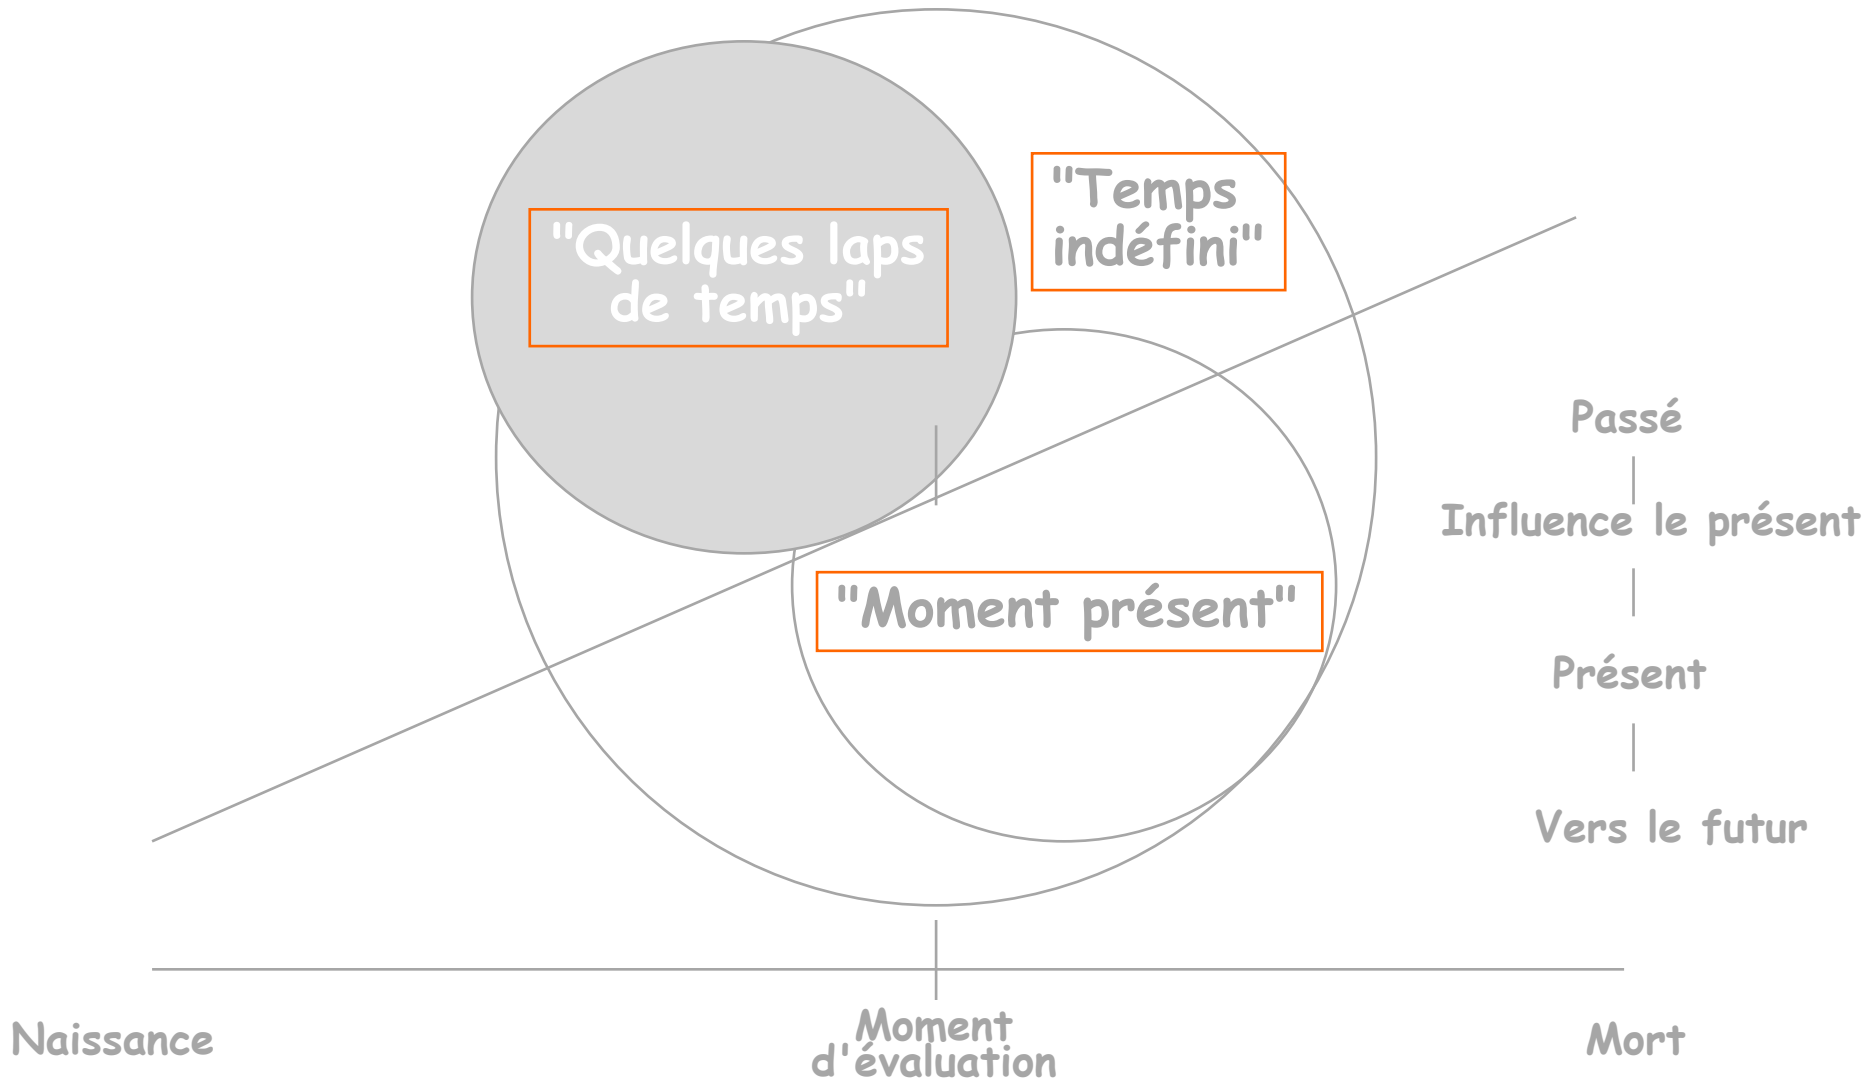 "Temps
indéfini"
"Quelques laps
de temps"
Passé
Influence le présent
"Moment présent"
Présent
Vers le futur
Naissance
Moment
d'évaluation
Mort